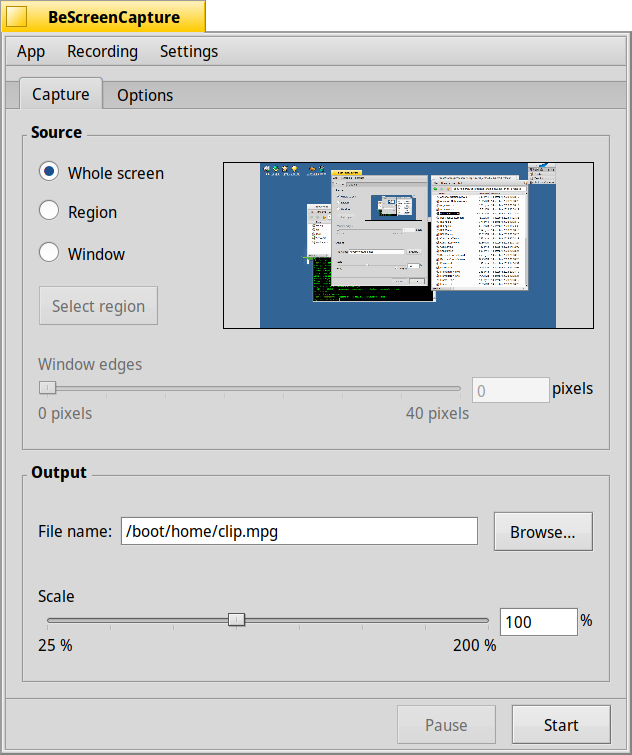 BeScreenCapture
App Recording Settings
Capture Options
Source
Whole screen
Region
Window
Select region
Window edges
0 pixels
0 pixels 40 pixels
Output
File name: /boot/home/clip.mpg Browse...
Scale
100 %
25 % 200 %
Pause Start